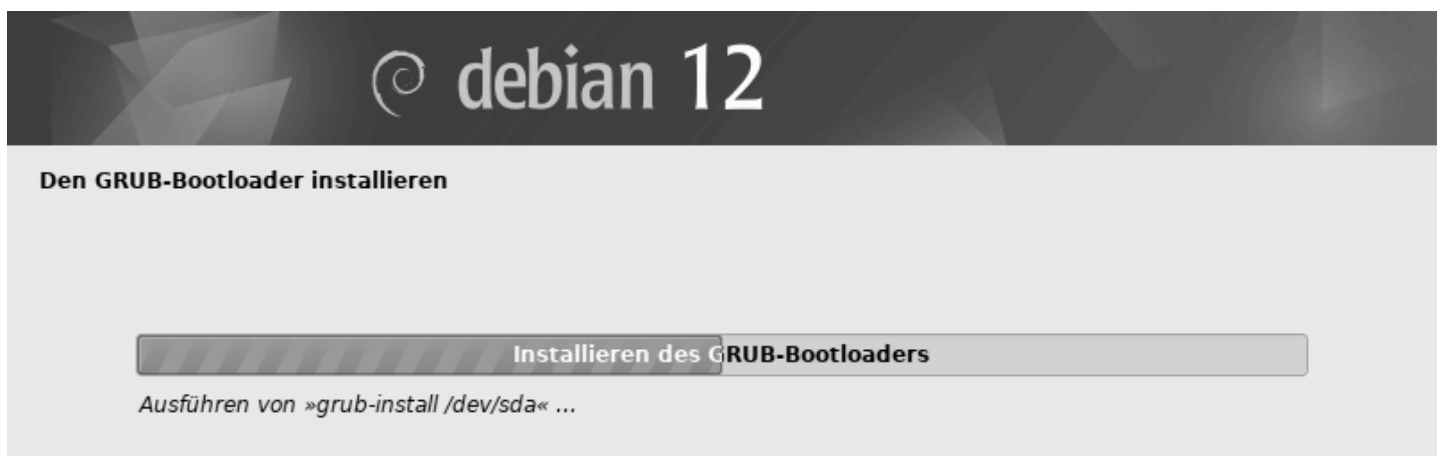 debian 12
Den GRUB-Bootloader installieren
Installieren des GRUB-Bootloaders
Ausführen von »grub-install /dev/sda« ...